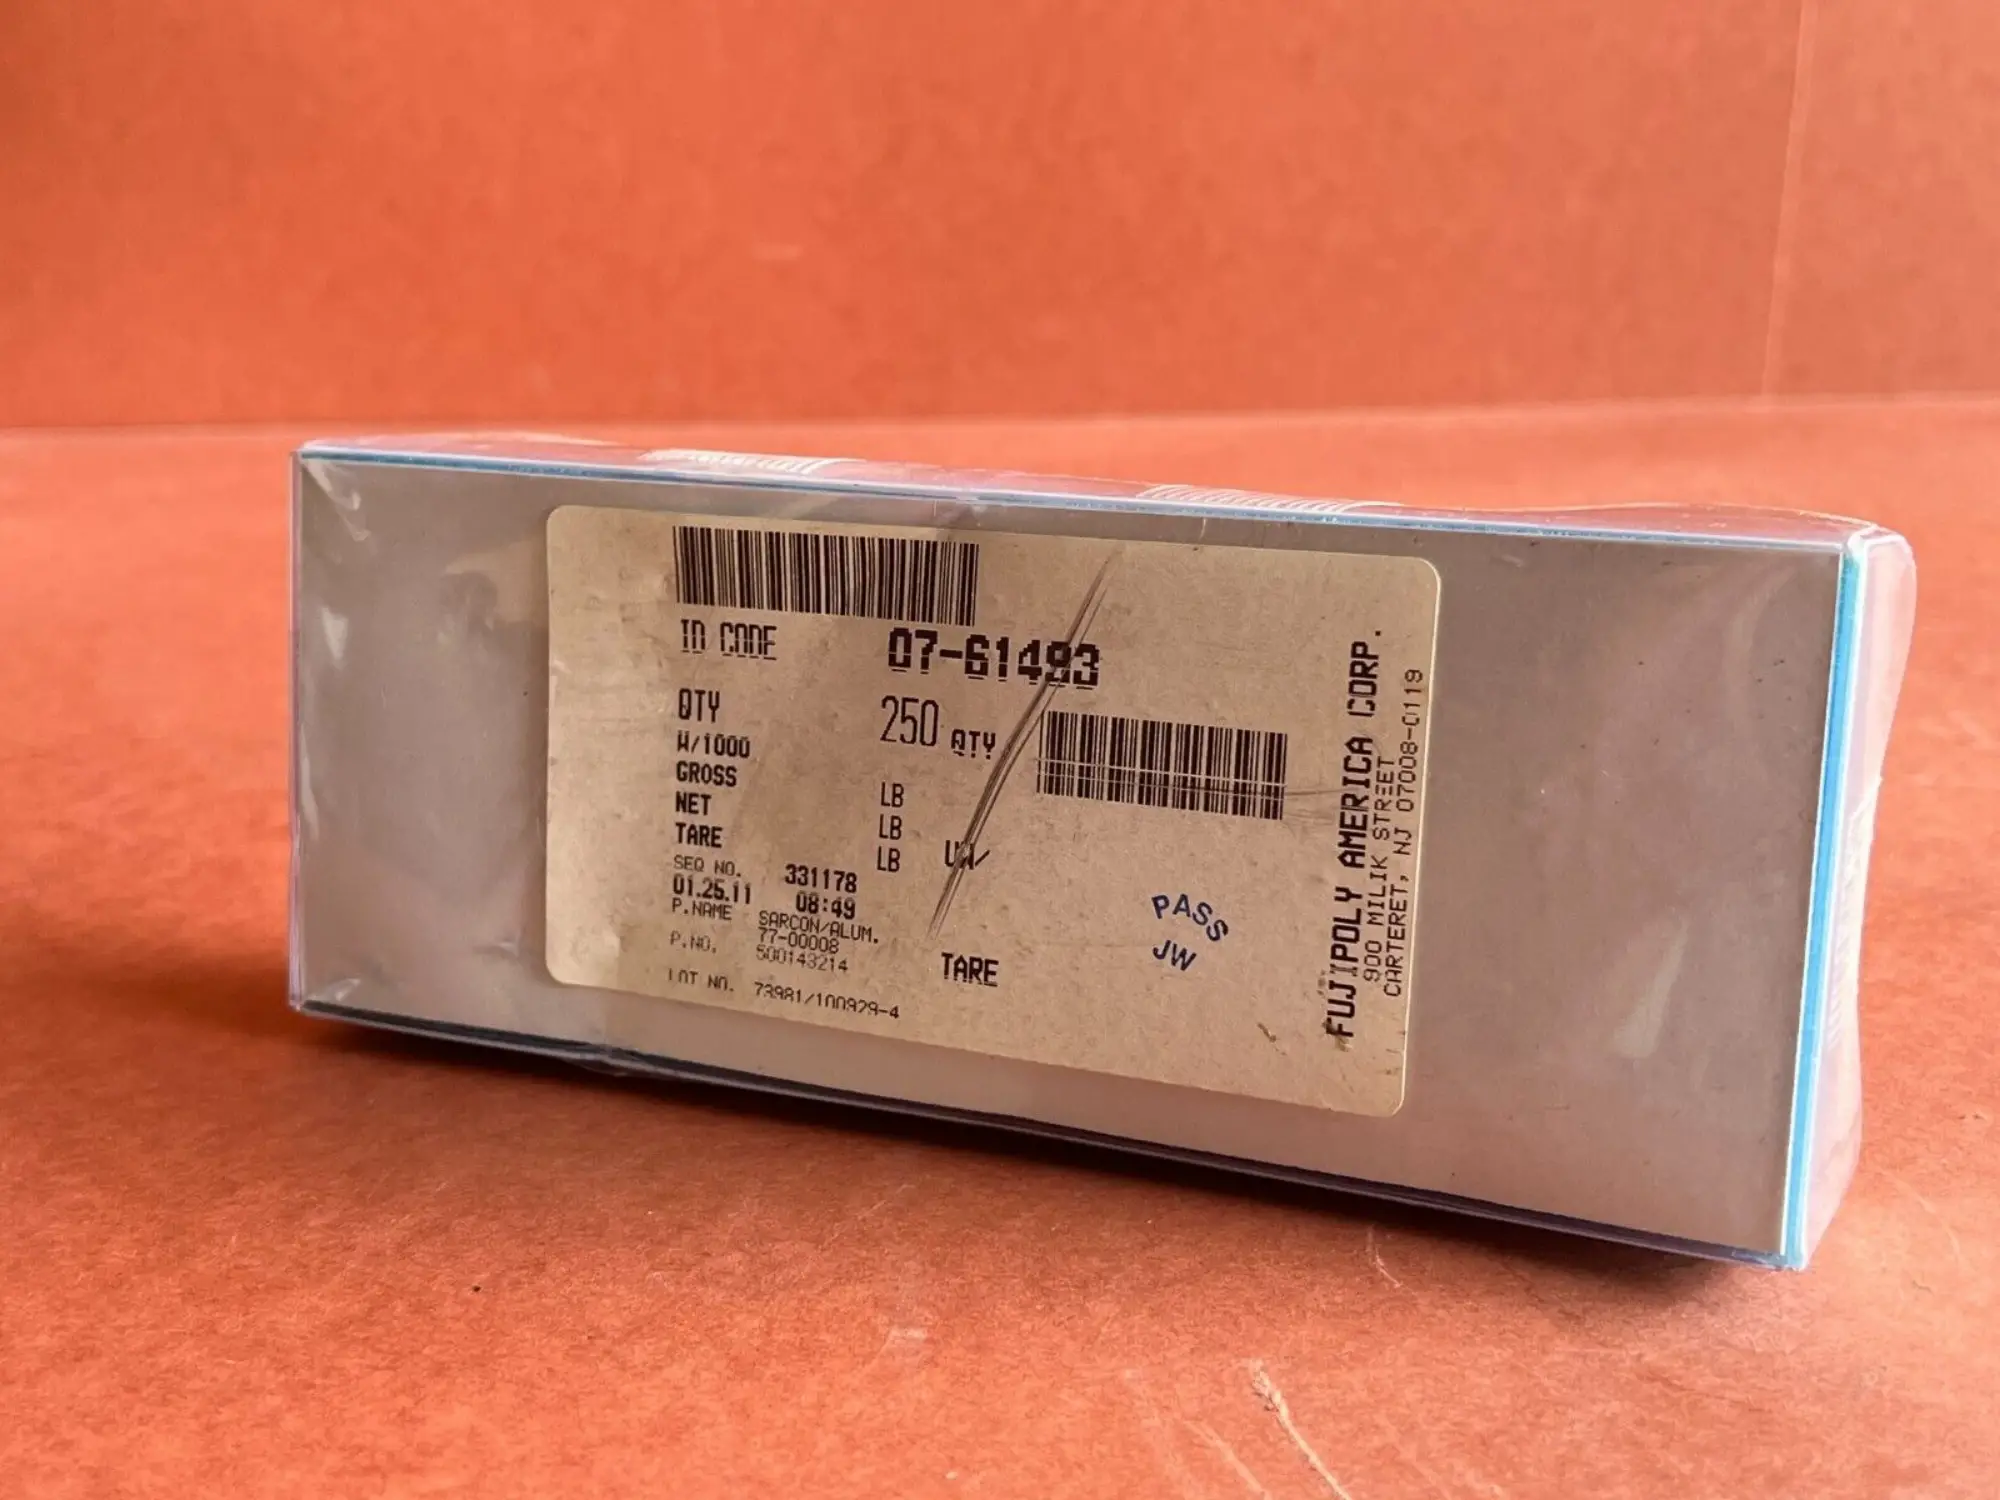 ID CODE 07-61493
QTY 250 QTY
W/1000
GROSS LB
NET LB
TARE LB
SEQ NO. 331178
01.25.11 08:49
P.NAME SARCON/ALUM.
77-00008
P.NO. 500143214
LOT NO. 73981/100929-4
TARE
PASS
JW
FUJIPOLY AMERICA CORP.
900 MILIK STREET
CARTERET, NJ 07008-0119